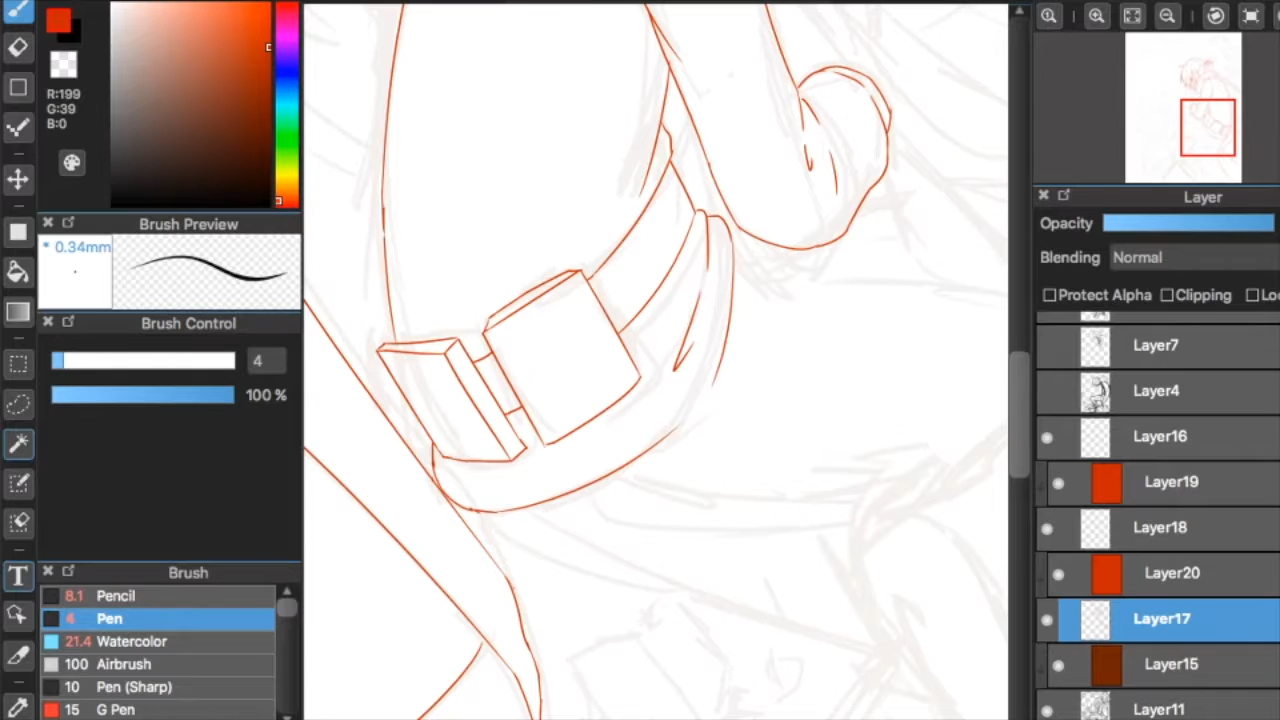 R:199
G:39
B:0
Brush Preview
* 0.34mm
Brush Control
4
100 %
Brush
8.1 Pencil
4 Pen
21.4 Watercolor
100 Airbrush
10 Pen (Sharp)
15 G Pen
T
Layer
Opacity
Blending Normal
Protect Alpha Clipping Loc
Layer7
Layer4
Layer16
Layer19
Layer18
Layer20
Layer17
Layer15
Layer11